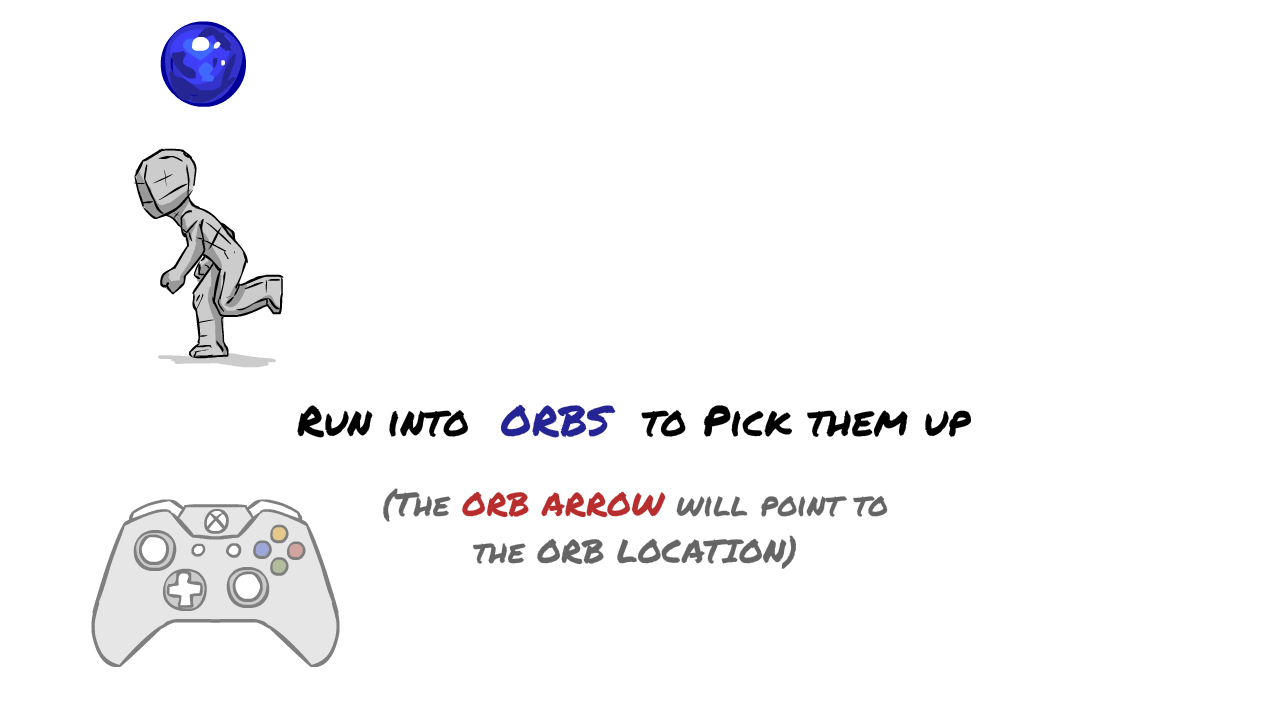 Run into ORBS to Pick them up
(The ORB ARROW will point to
the ORB LOCATION)